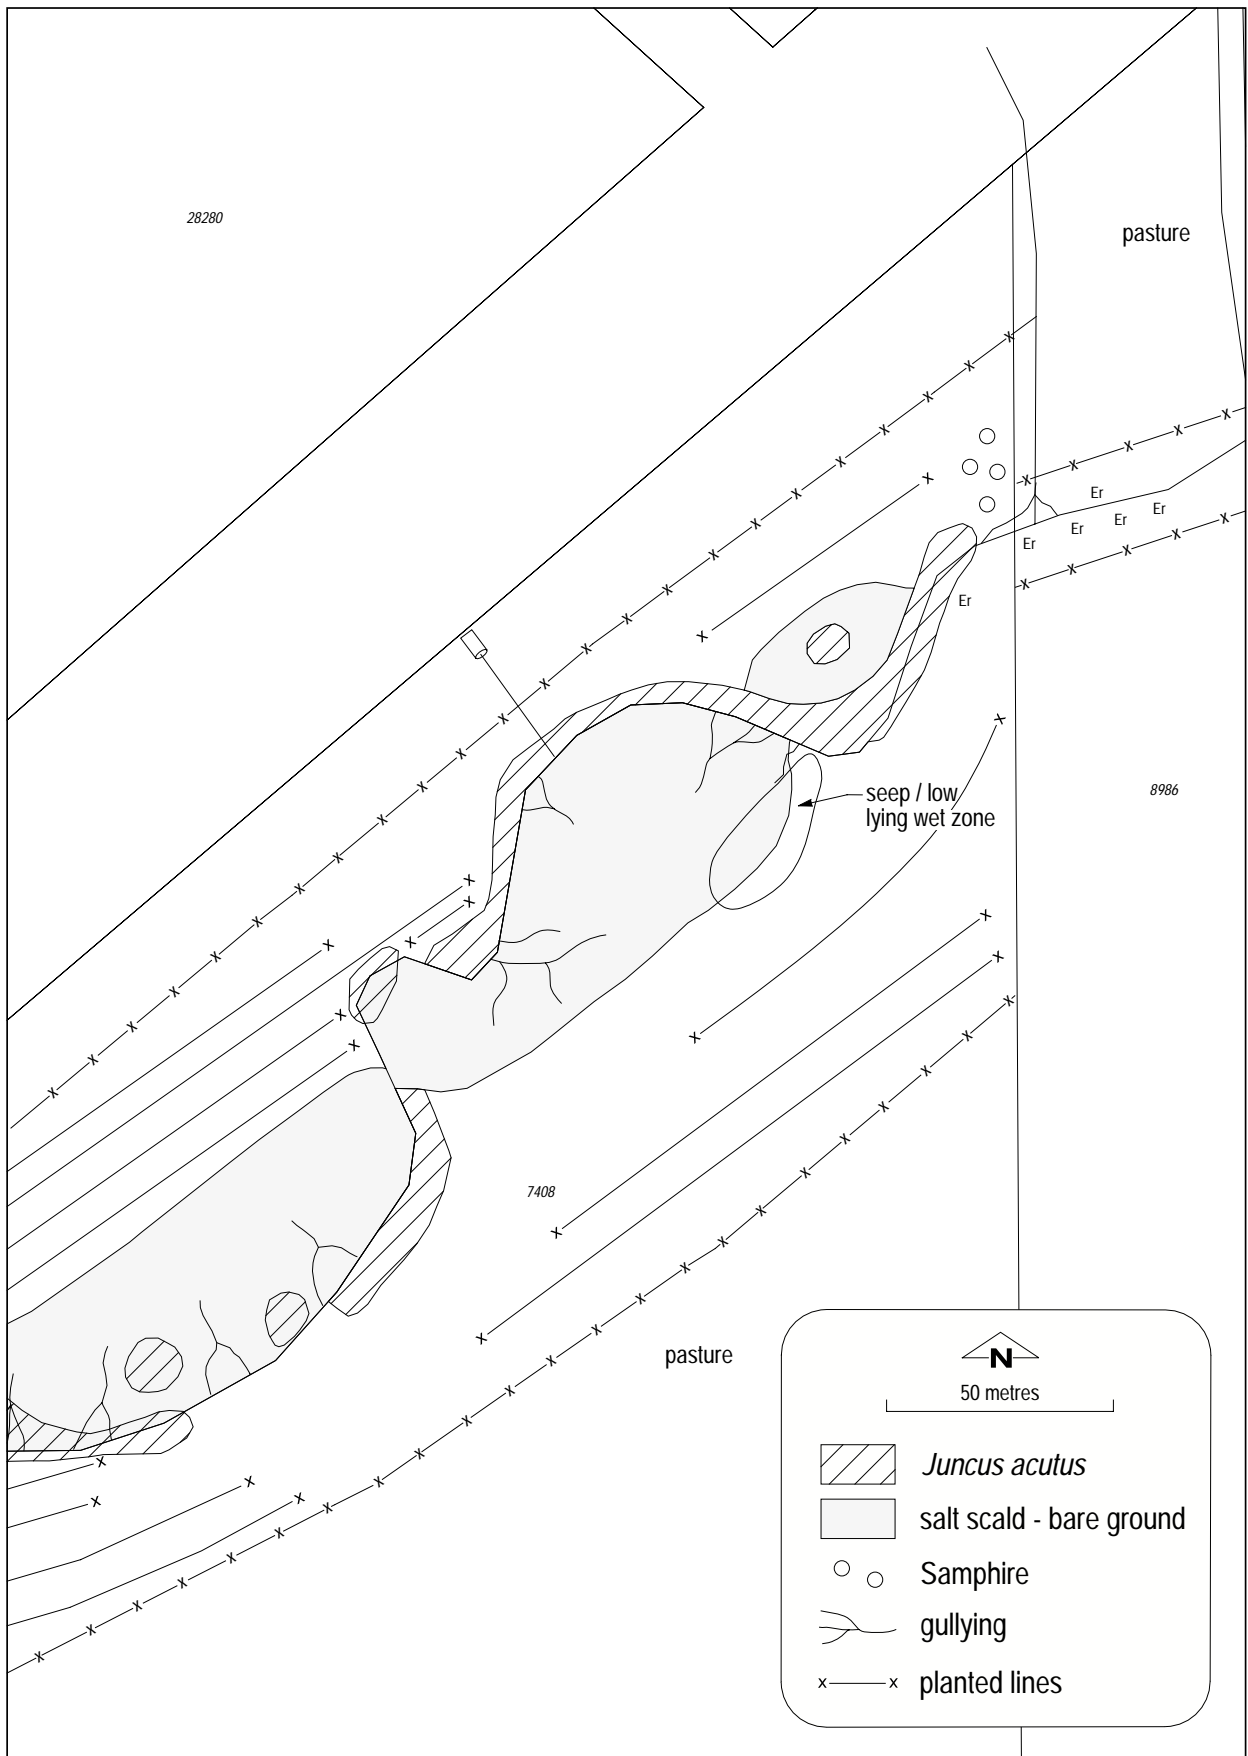 28280
pasture
Er
Er
Er
Er
Er
Er
seep / low
lying wet zone
8986
7408
pasture
N
50 metres
Juncus acutus
salt scald - bare ground
Samphire
gullying
x x planted lines